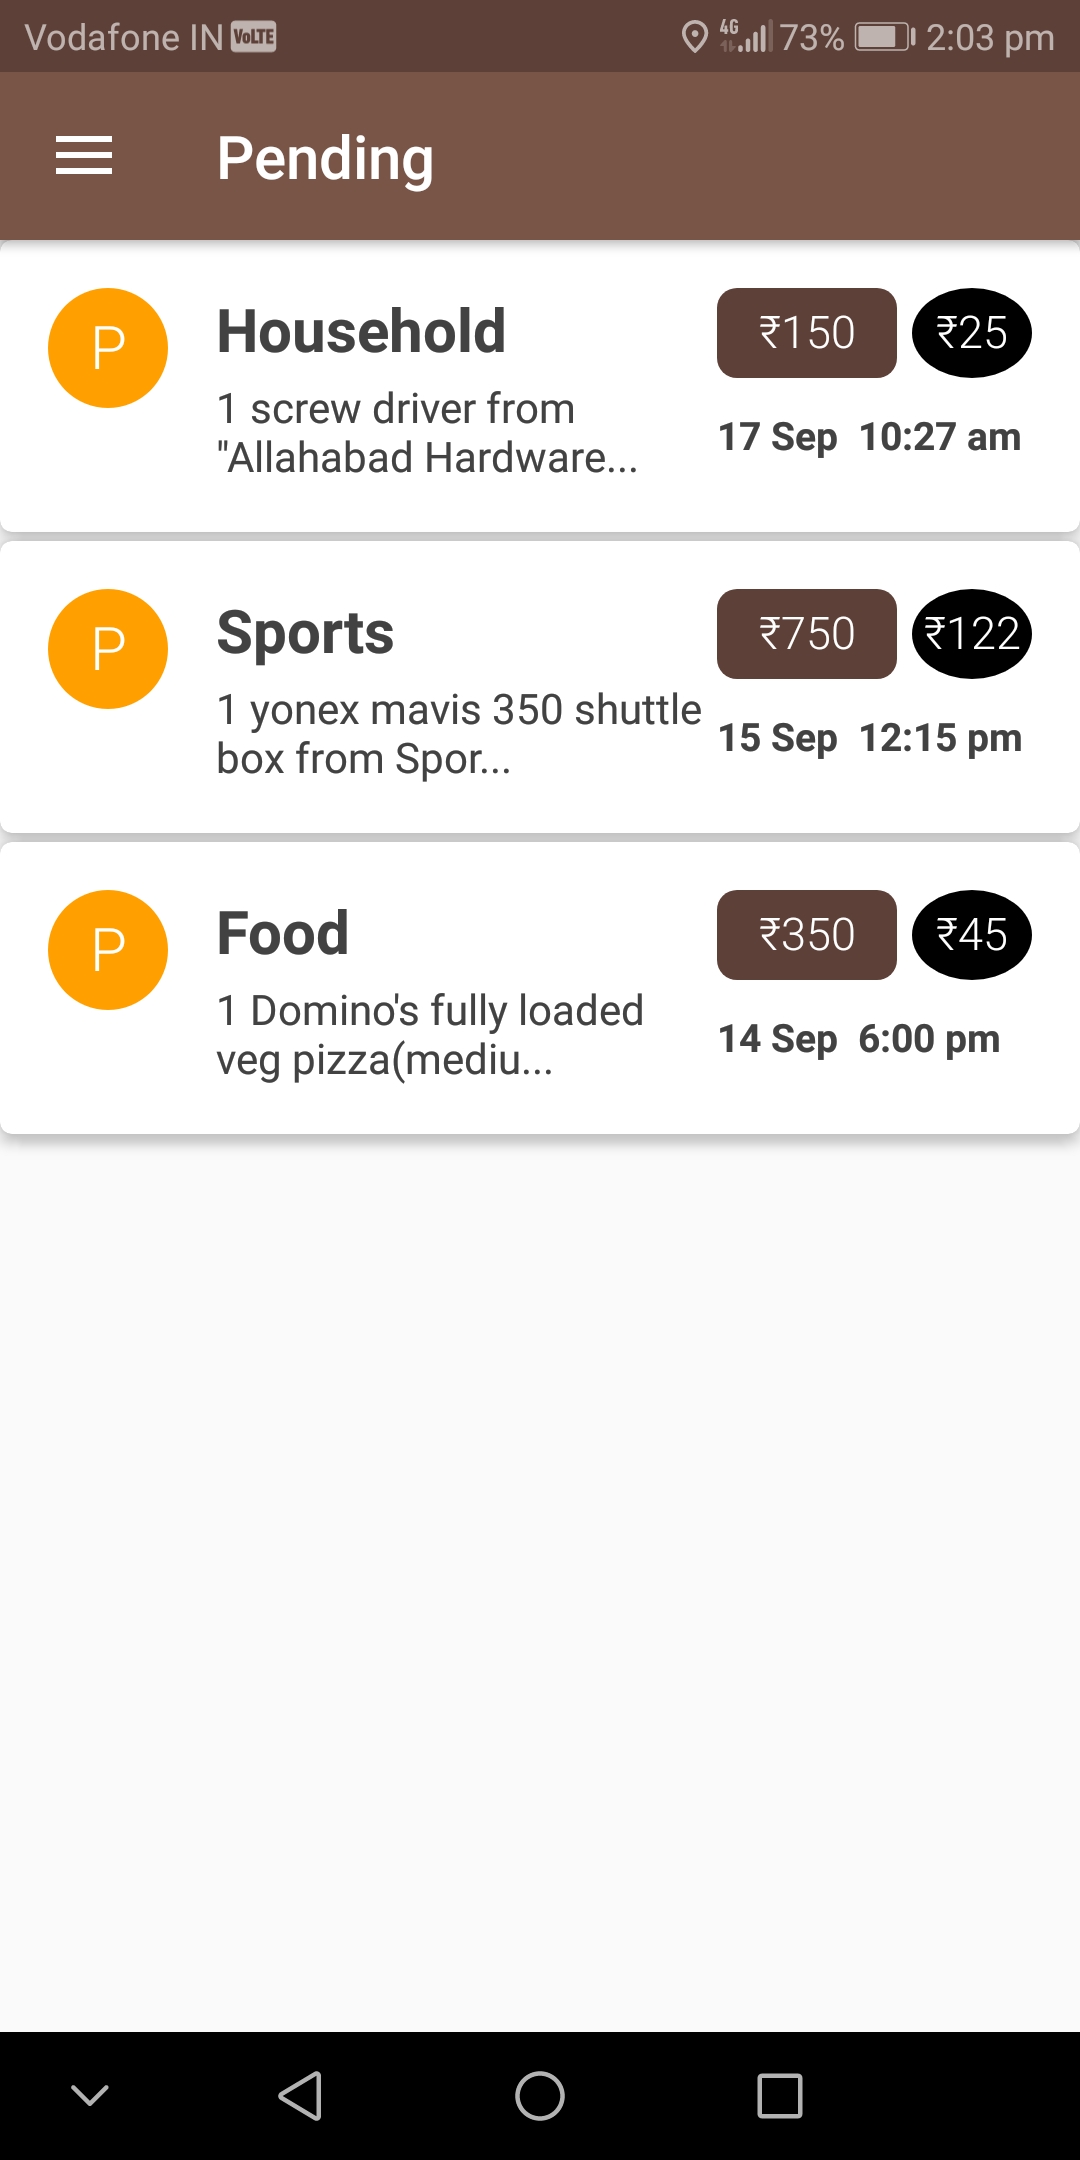 Vodafone IN VoLTE 4G 73% 2:03 pm
Pending
P
Household
₹150 ₹25
1 screw driver from
"Allahabad Hardware...
17 Sep 10:27 am
P
Sports
₹750 ₹122
1 yonex mavis 350 shuttle
box from Spor...
15 Sep 12:15 pm
P
Food
₹350 ₹45
1 Domino's fully loaded
veg pizza(mediu...
14 Sep 6:00 pm